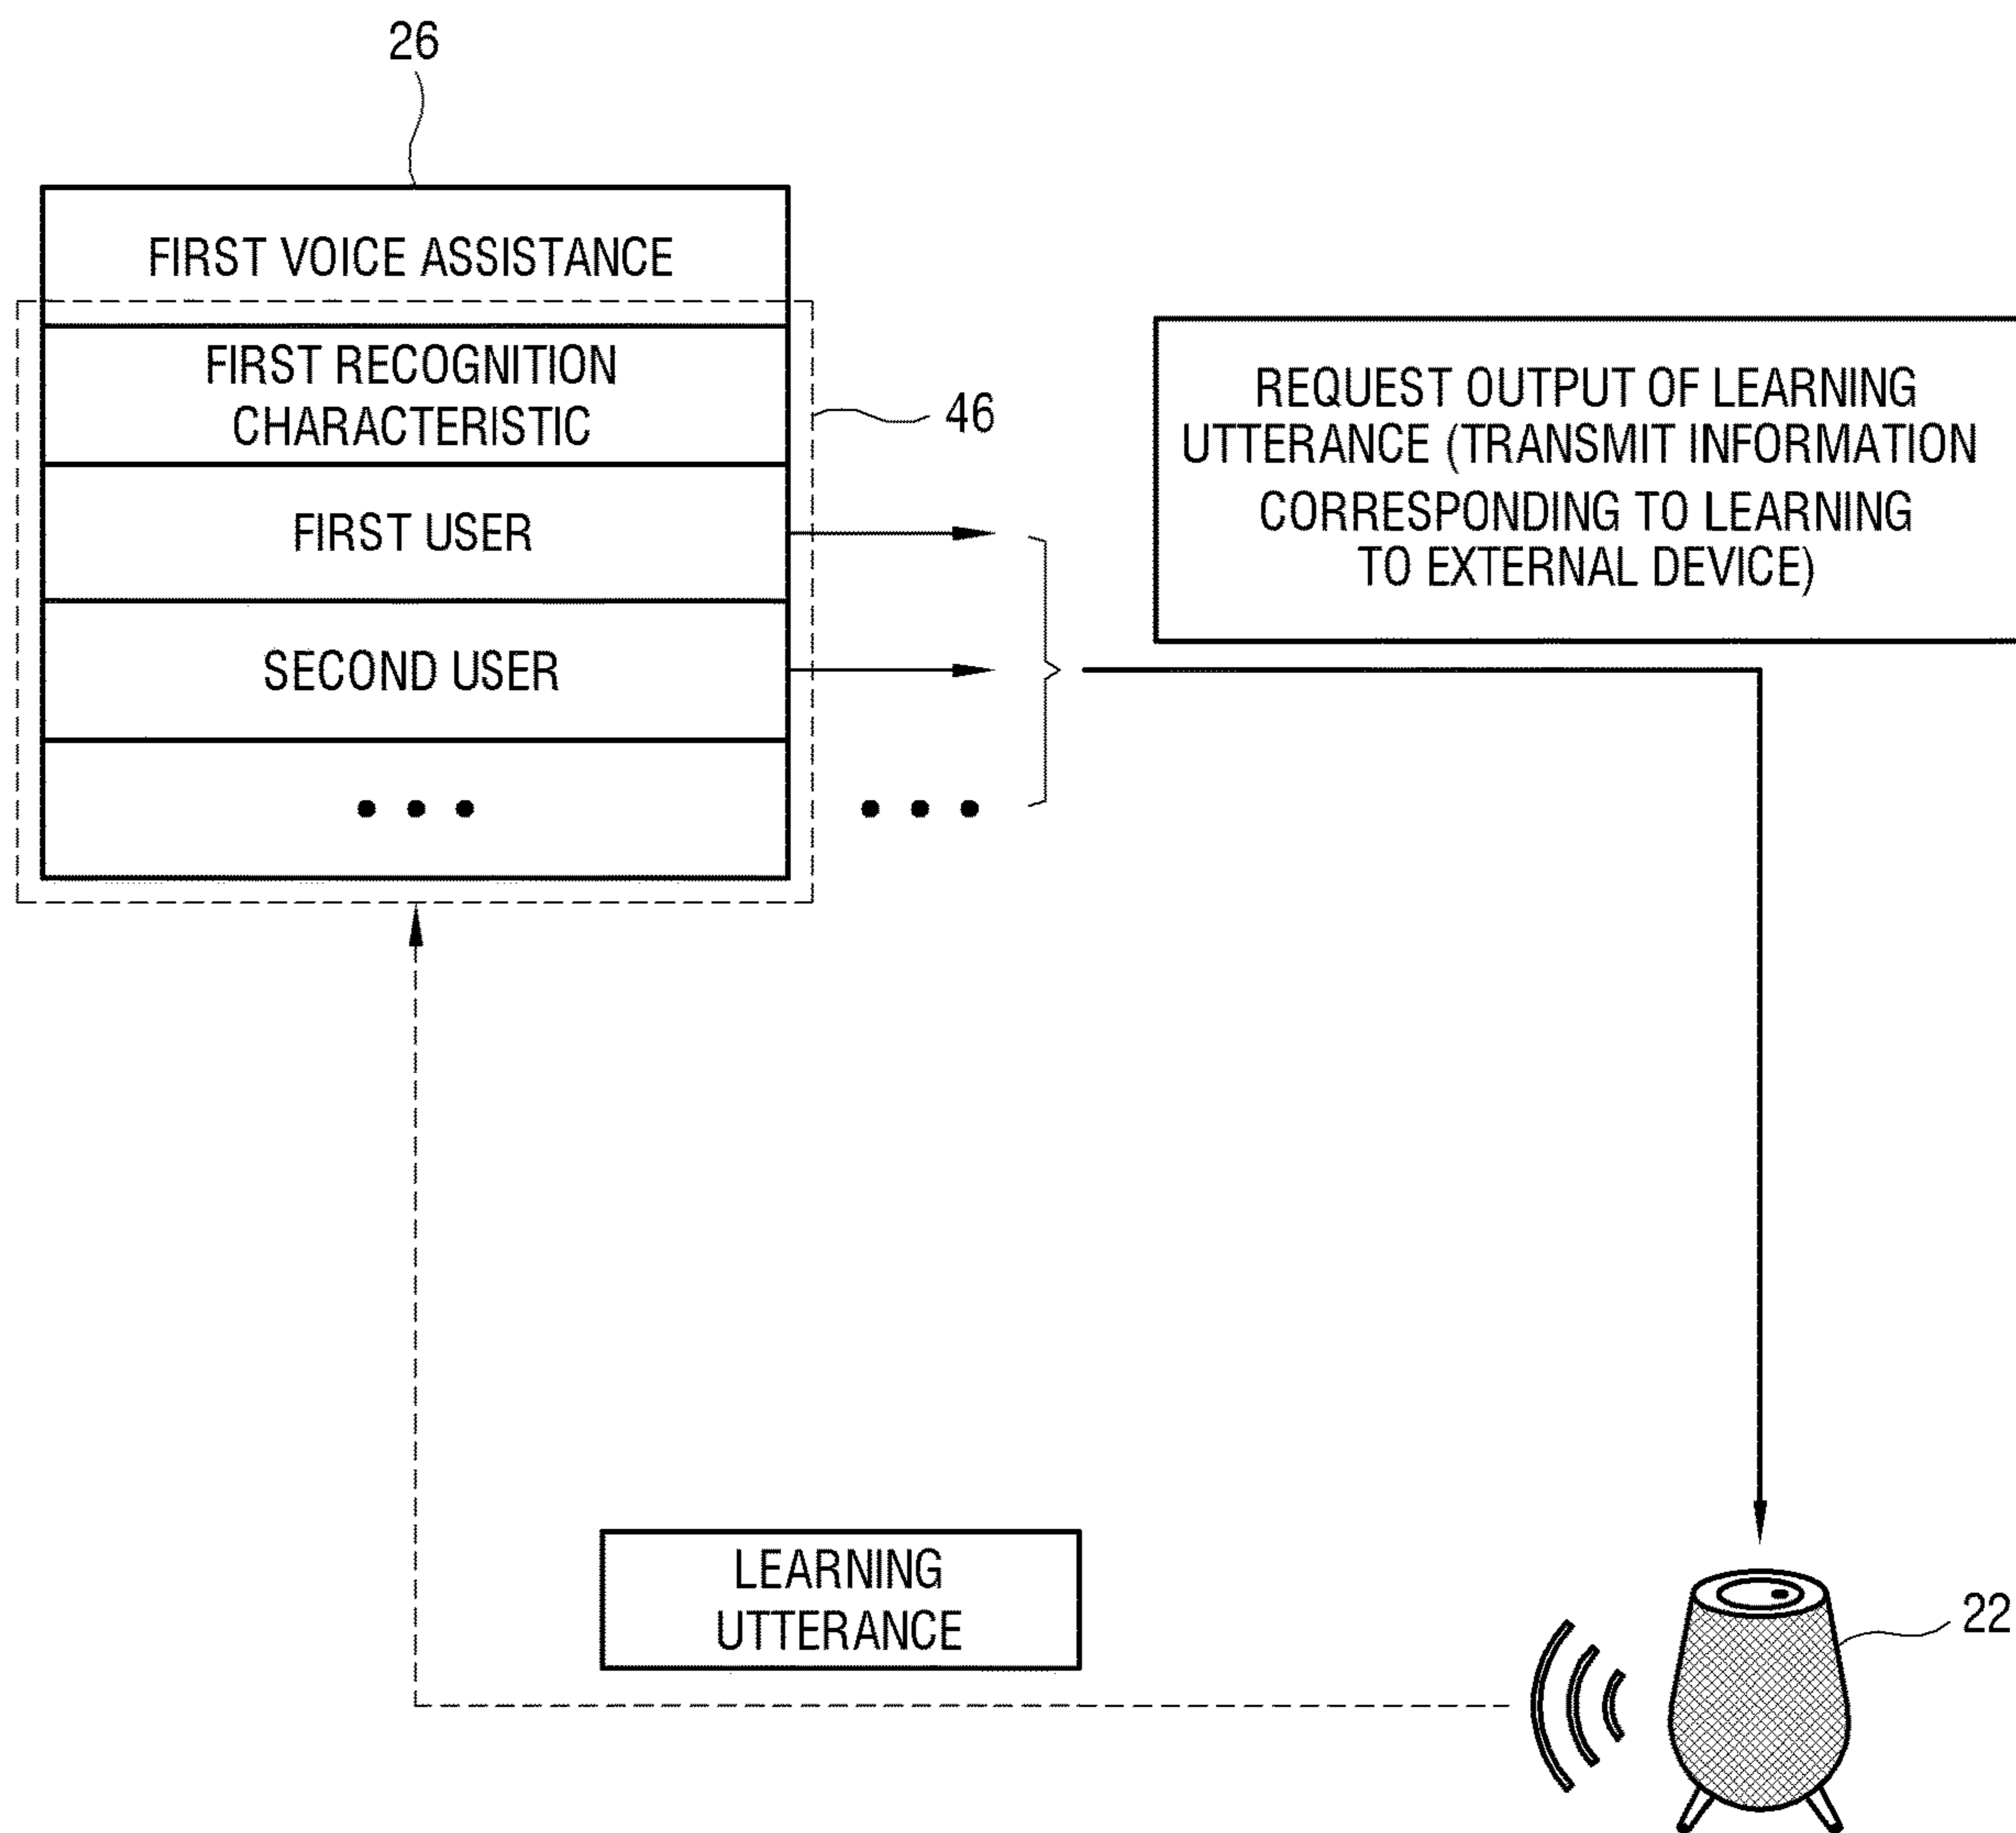 26
FIRST VOICE ASSISTANCE
FIRST RECOGNITION
CHARACTERISTIC
46
FIRST USER
SECOND USER
• • •
• • •
REQUEST OUTPUT OF LEARNING
UTTERANCE (TRANSMIT INFORMATION
CORRESPONDING TO LEARNING
TO EXTERNAL DEVICE)
LEARNING
UTTERANCE
22